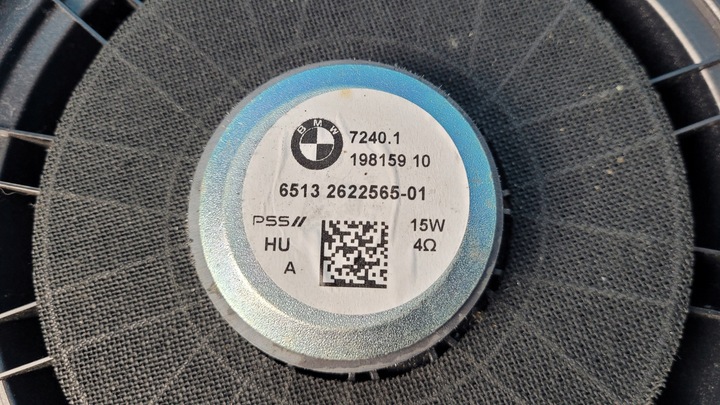 BMW
7240.1
198159 10
6513 2622565-01
PSS// 15W
HU 4Ω
A